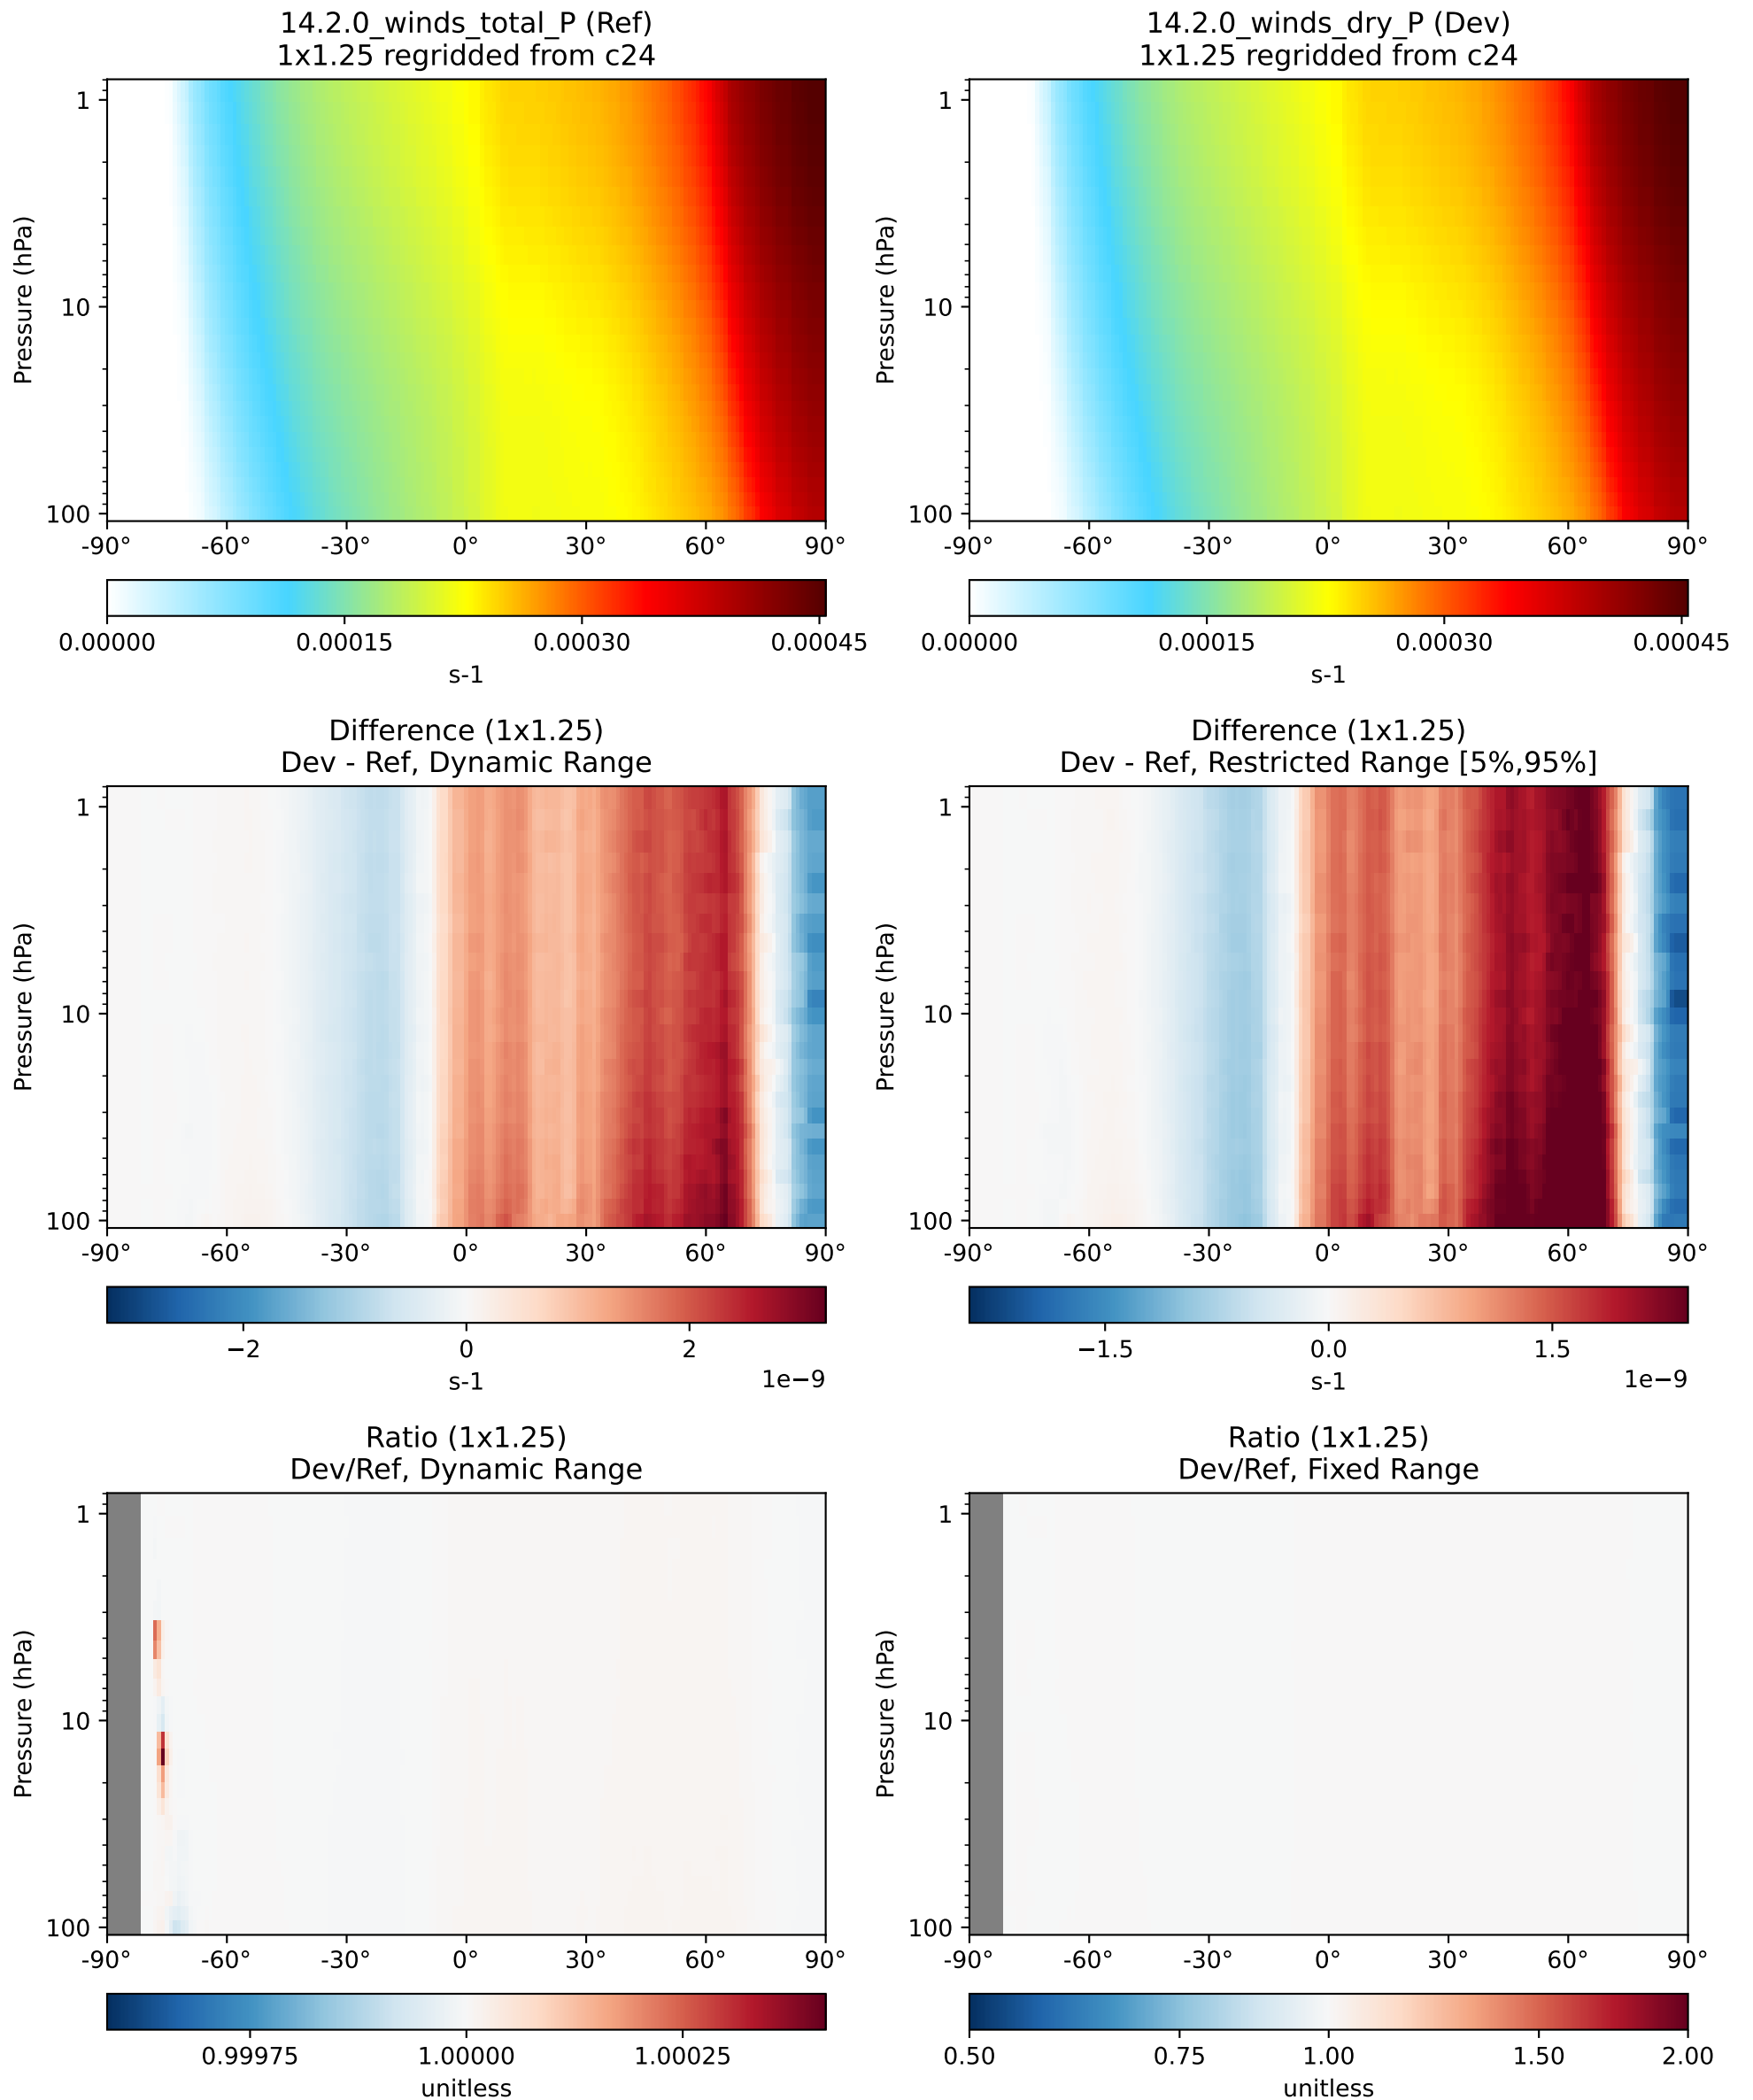 14.2.0_winds_total_P (Ref)
1x1.25 regridded from c24
1
10
100
Pressure (hPa)
-90° -60° -30° 0° 30° 60° 90°
0.00000 0.00015 0.00030 0.00045
s-1
14.2.0_winds_dry_P (Dev)
1x1.25 regridded from c24
1
10
100
Pressure (hPa)
-90° -60° -30° 0° 30° 60° 90°
0.00000 0.00015 0.00030 0.00045
s-1
Difference (1x1.25)
Dev - Ref, Dynamic Range
1
10
100
Pressure (hPa)
-90° -60° -30° 0° 30° 60° 90°
−2 0 2
s-1 1e−9
Difference (1x1.25)
Dev - Ref, Restricted Range [5%,95%]
1
10
100
Pressure (hPa)
-90° -60° -30° 0° 30° 60° 90°
−1.5 0.0 1.5
s-1 1e−9
Ratio (1x1.25)
Dev/Ref, Dynamic Range
1
10
100
Pressure (hPa)
-90° -60° -30° 0° 30° 60° 90°
0.99975 1.00000 1.00025
unitless
Ratio (1x1.25)
Dev/Ref, Fixed Range
1
10
100
Pressure (hPa)
-90° -60° -30° 0° 30° 60° 90°
0.50 0.75 1.00 1.50 2.00
unitless